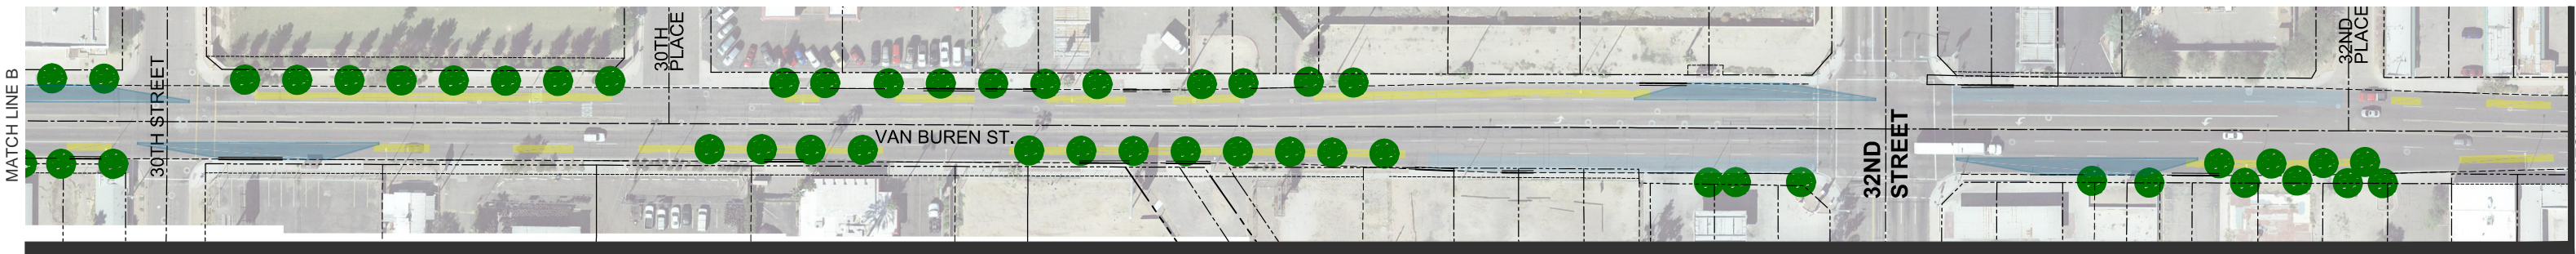 MATCH LINE B
30TH STREET
30TH
PLACE
VAN BUREN ST.
32ND
STREET
32ND
PLACE